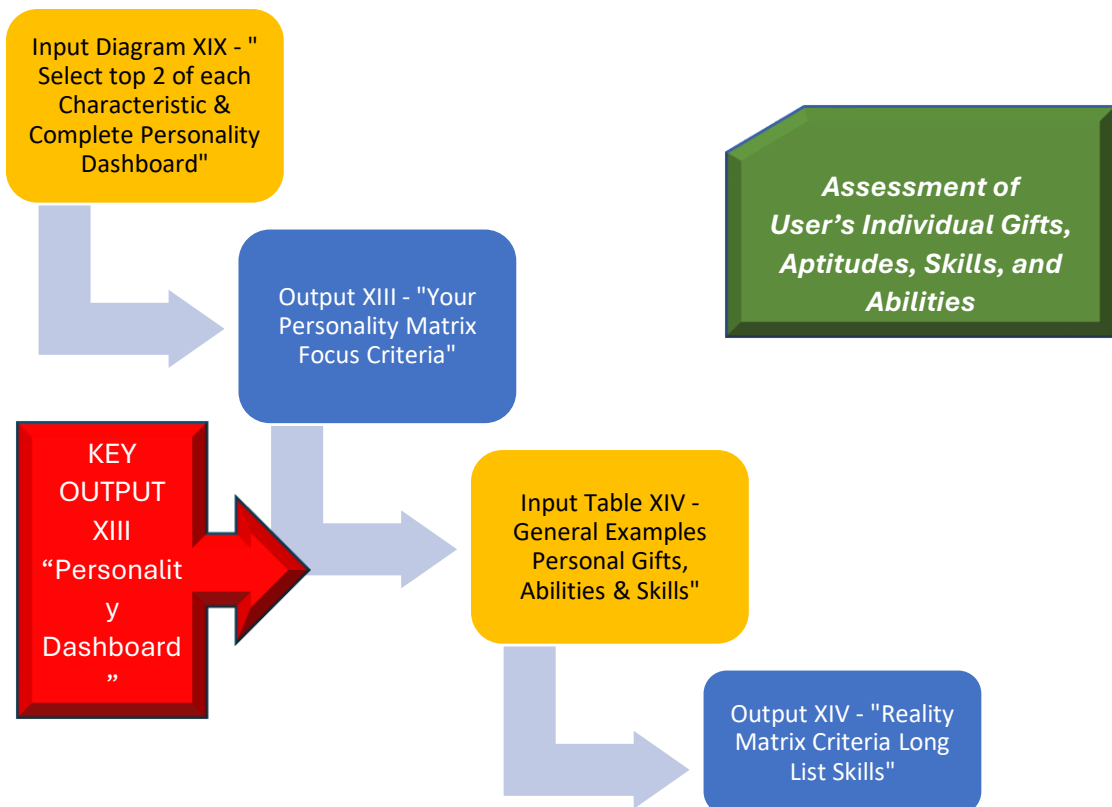 Input Diagram XIX - "
Select top 2 of each
Characteristic &
Complete Personality
Dashboard"
Assessment of
User’s Individual Gifts,
Aptitudes, Skills, and
Abilities
Output XIII - "Your
Personality Matrix
Focus Criteria"
KEY
OUTPUT
XIII
“Personalit
y
Dashboard
”
Input Table XIV -
General Examples
Personal Gifts,
Abilities & Skills"
Output XIV - "Reality
Matrix Criteria Long
List Skills"